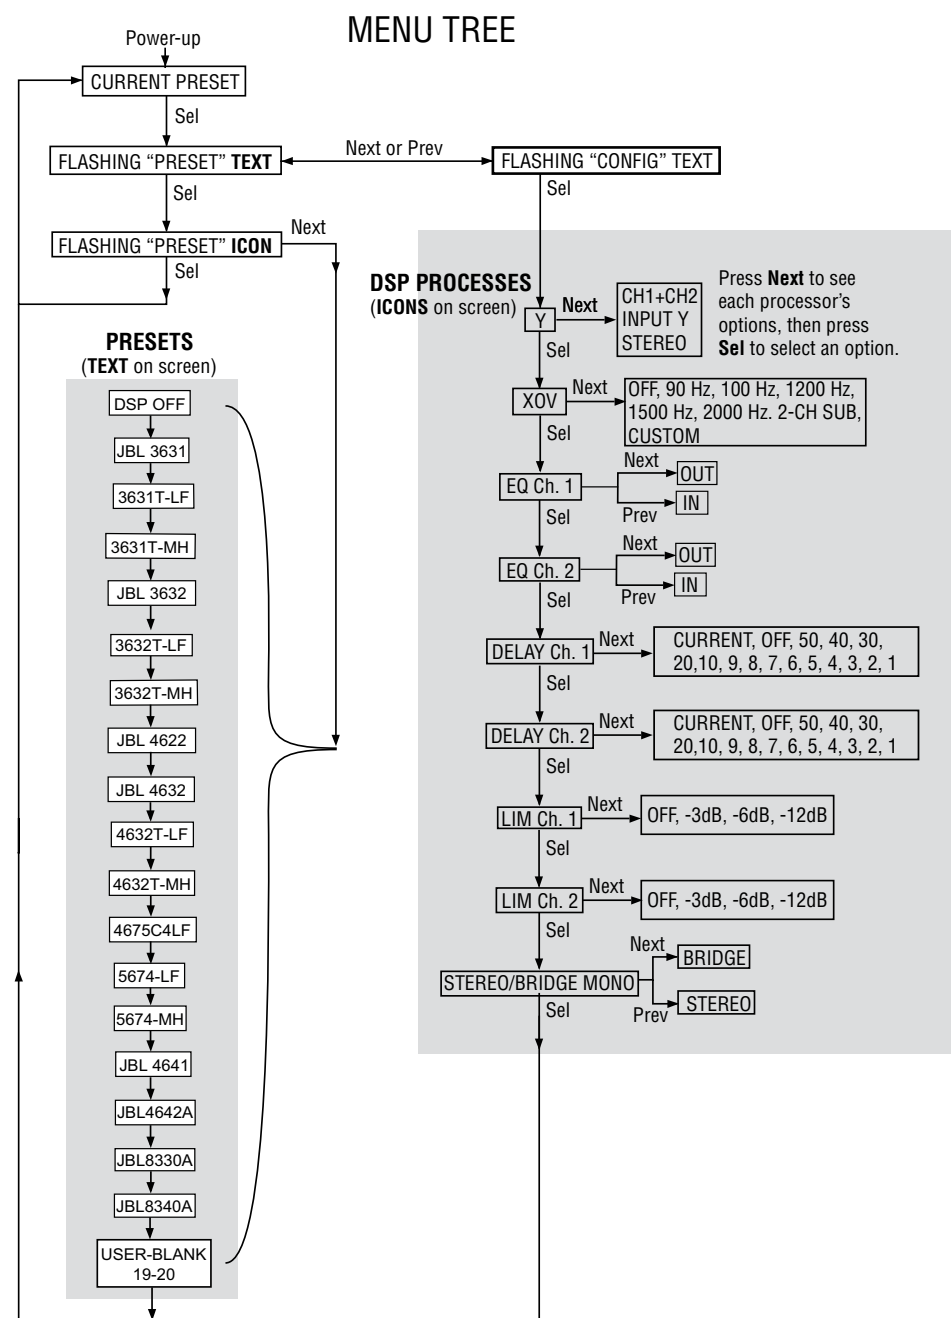 MENU TREE
Power-up
CURRENT PRESET
Sel
FLASHING “PRESET” TEXT
Next or Prev
FLASHING “CONFIG” TEXT
Sel
Sel
FLASHING “PRESET” ICON
Next
Sel
PRESETS
(TEXT on screen)
DSP OFF
JBL 3631
3631T-LF
3631T-MH
JBL 3632
3632T-LF
3632T-MH
JBL 4622
JBL 4632
4632T-LF
4632T-MH
4675C4LF
5674-LF
5674-MH
JBL 4641
JBL4642A
JBL8330A
JBL8340A
USER-BLANK
19-20
DSP PROCESSES
(ICONS on screen)
Press Next to see
each processor’s
options, then press
Sel to select an option.
Y
Next
CH1+CH2
INPUT Y
STEREO
Sel
XOV
Next
OFF, 90 Hz, 100 Hz, 1200 Hz,
1500 Hz, 2000 Hz. 2-CH SUB,
CUSTOM
Sel
EQ Ch. 1
Next
OUT
Prev
IN
Sel
EQ Ch. 2
Next
OUT
Prev
IN
Sel
DELAY Ch. 1
Next
CURRENT, OFF, 50, 40, 30,
20,10, 9, 8, 7, 6, 5, 4, 3, 2, 1
Sel
DELAY Ch. 2
Next
CURRENT, OFF, 50, 40, 30,
20,10, 9, 8, 7, 6, 5, 4, 3, 2, 1
Sel
LIM Ch. 1
Next
OFF, -3dB, -6dB, -12dB
Sel
LIM Ch. 2
Next
OFF, -3dB, -6dB, -12dB
Sel
STEREO/BRIDGE MONO
Next
BRIDGE
Prev
STEREO
Sel